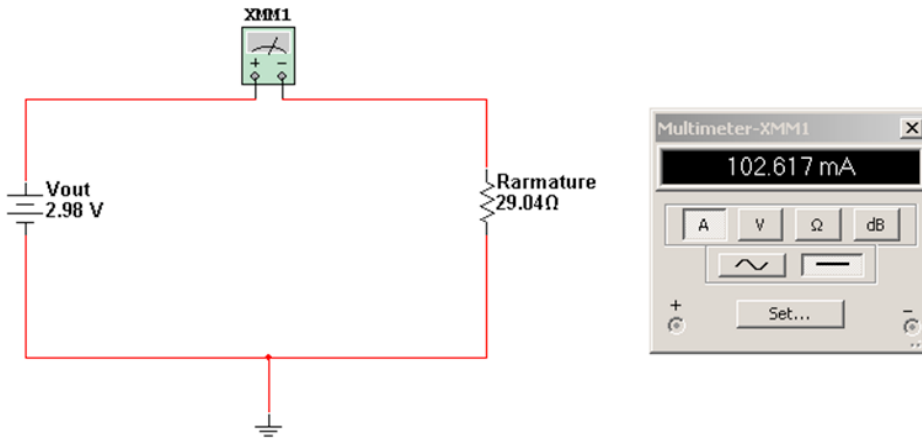 XMM1
+ −
Vout
2.98 V
Rarmature
29.04Ω
Multimeter-XMM1 X
102.617 mA
A V Ω dB
+ Set... −